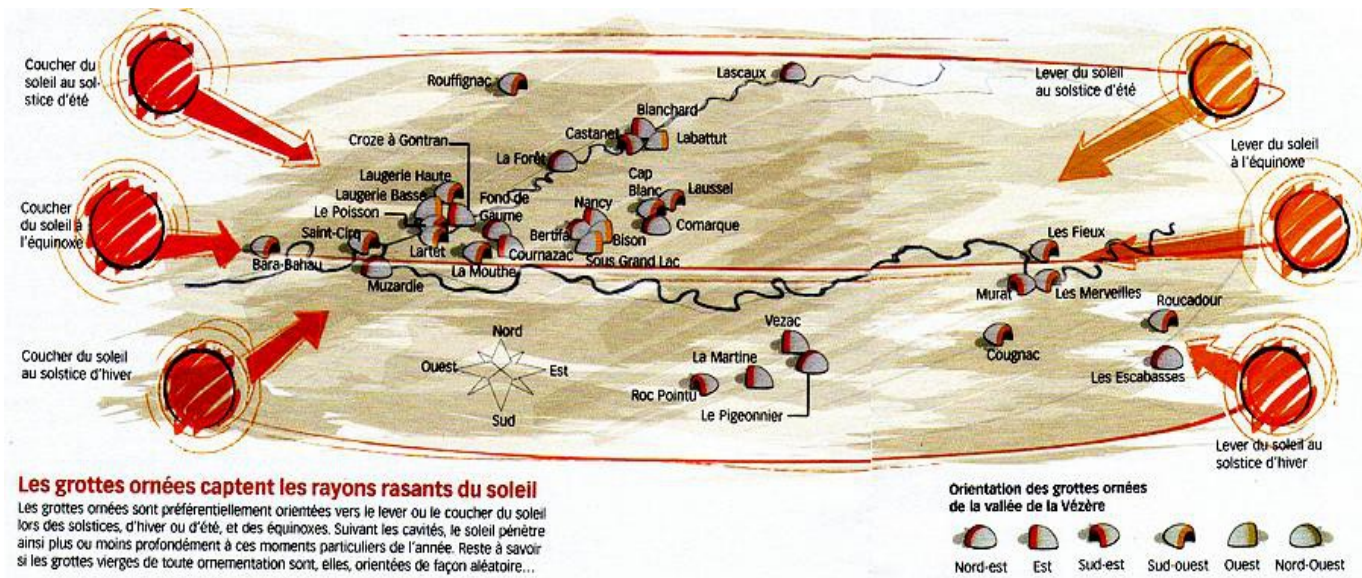 Coucher du
soleil au sol-
stice d'été
Rouffignac
Lascaux
Lever du soleil
au solstice d'été
Blanchard
Castanet
Labattut
Croze à Gontran
La Forêt
Lever du soleil
à l'équinoxe
Cap
Blanc
Laussel
Laugerie Haute
Laugerie Basse
Fond de
Gaume
Nancy
Le Poisson
Coucher
du soleil à
l'équinoxe
Saint-Cirq
Bertifal
Bison
Comarque
Les Fieux
Bara-Bahau
Lartet
Cournazac
Sous Grand Lac
La Mouthe
Muzardie
Murat
Les Merveilles
Roucadour
Vezac
Nord
Coucher du soleil
au solstice d'hiver
Ouest
Est
La Martine
Cougnac
Les Escabasses
Roc Pointu
Sud
Le Pigeonnier
Lever du soleil au
solstice d'hiver
Les grottes ornées captent les rayons rasants du soleil
Les grottes ornées sont préférentiellement orientées vers le lever ou le coucher du soleil
lors des solstices, d'hiver ou d'été, et des équinoxes. Suivant les cavités, le soleil pénètre
ainsi plus ou moins profondément à ces moments particuliers de l'année. Reste à savoir
si les grottes vierges de toute ornementation sont, elles, orientées de façon aléatoire...
Orientation des grottes ornées
de la vallée de la Vézère
Nord-est
Est
Sud-est
Sud-ouest
Ouest
Nord-Ouest